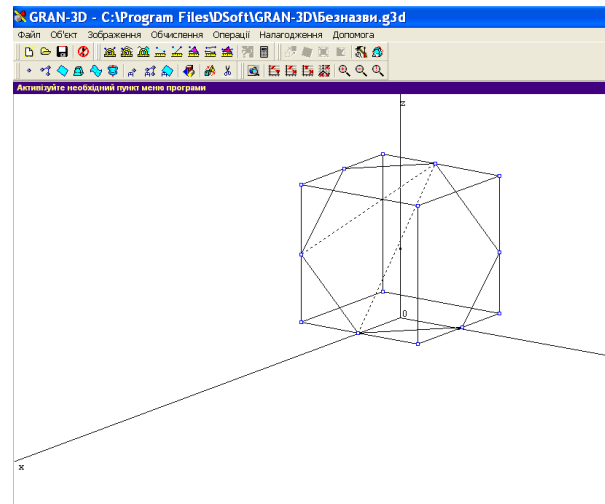 GRAN-3D - C:\Program Files\DSoft\GRAN-3D\Безназви.g3d
Файл Об'єкт Зображення Обчислення Операції Налагодження Допомога
Активізуйте необхідний пункт меню програми
z
0
x